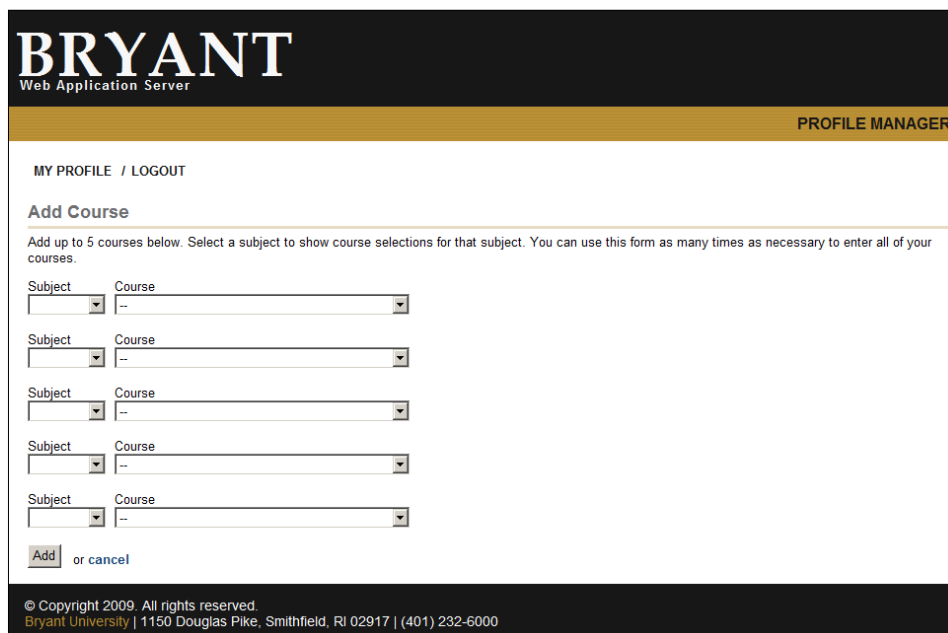 BRYANT
Web Application Server
PROFILE MANAGER
MY PROFILE / LOGOUT
Add Course
Add up to 5 courses below. Select a subject to show course selections for that subject. You can use this form as many times as necessary to enter all of your
courses.
Subject Course
--
Subject Course
--
Subject Course
--
Subject Course
--
Subject Course
--
Add or cancel
© Copyright 2009. All rights reserved.
Bryant University | 1150 Douglas Pike, Smithfield, RI 02917 | (401) 232-6000